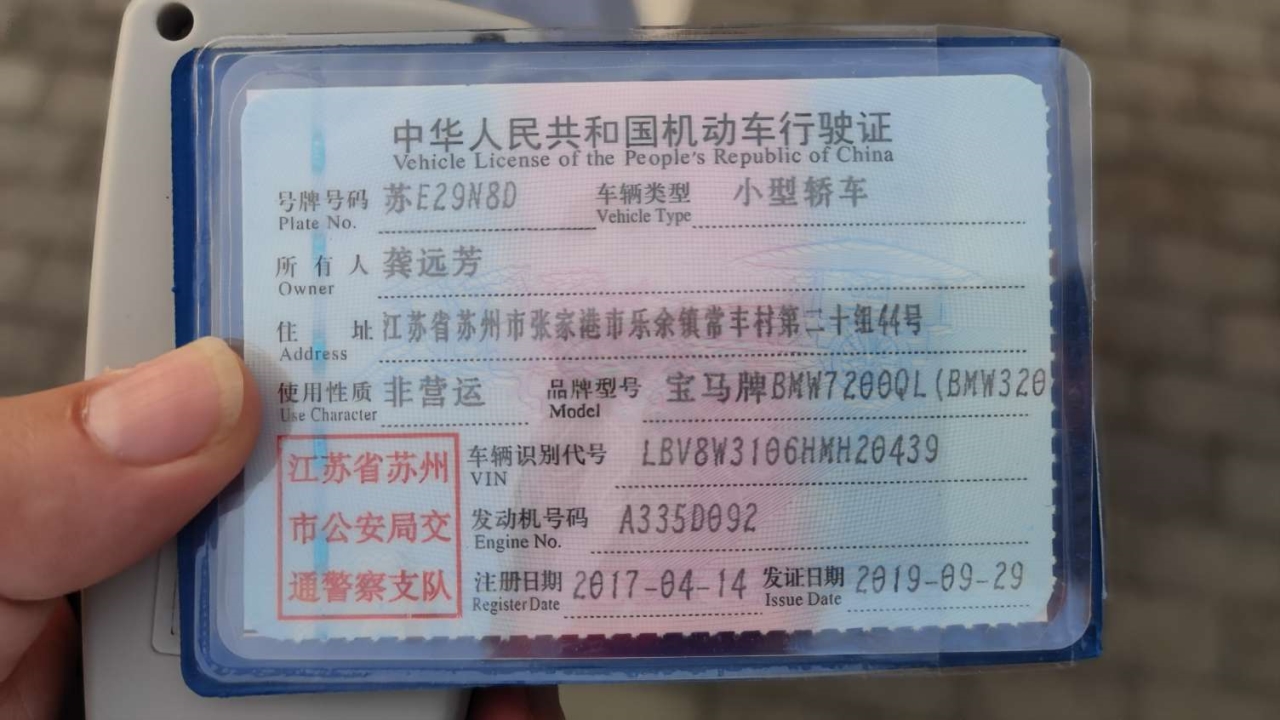 中华人民共和国机动车行驶证
Vehicle License of the People's Republic of China
号牌号码 苏E29N8D 车辆类型 小型轿车
Plate No. Vehicle Type
所有人 龚远芳
Owner
住址 江苏省苏州市张家港市乐余镇常丰村第二十组44号
Address
使用性质 非营运 品牌型号 宝马牌BMW7200QL(BMW320
Use Character Model
江苏省苏州
市公安局交
通警察支队
车辆识别代号 LBV8W3106HMH20439
VIN
发动机号码 A335D092
Engine No.
注册日期 2017-04-14 发证日期 2019-09-29
Register Date Issue Date